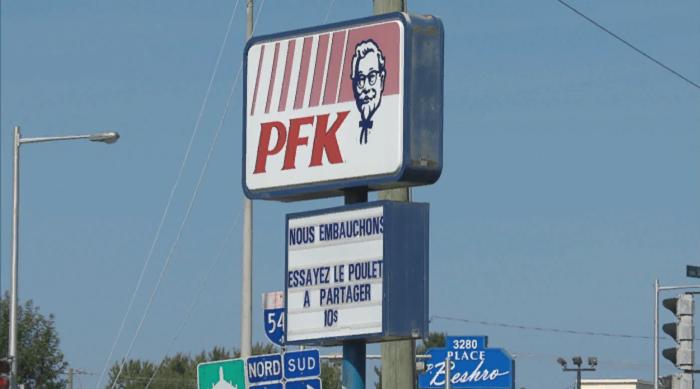 PFK
NOUS EMBAUCHONS
ESSAYEZ LE POULET
A PARTAGER
10$
54
NORD SUD
3280
PLACE
Beshro